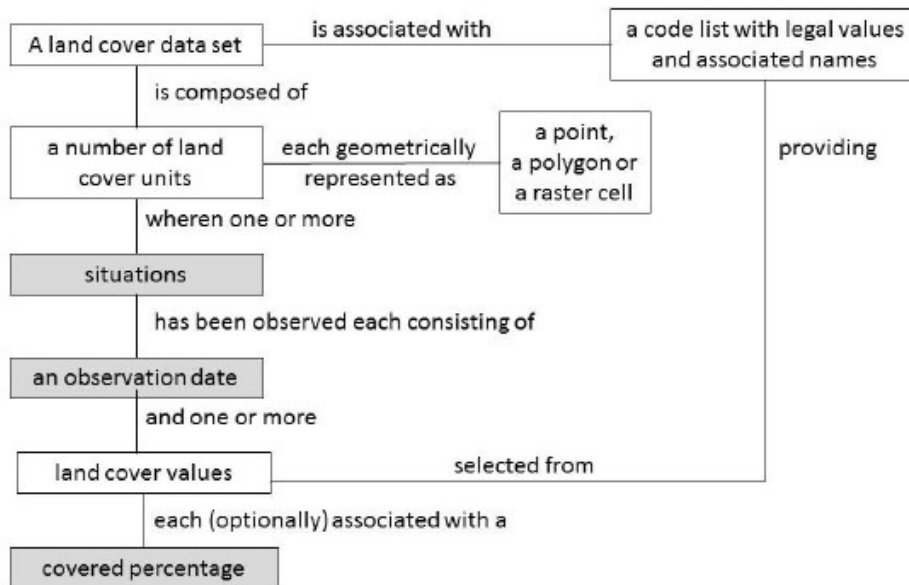 A land cover data set
is associated with
a code list with legal values
and associated names
is composed of
a number of land
cover units
each geometrically
represented as
a point,
a polygon or
a raster cell
providing
wheren one or more
situations
has been observed each consisting of
an observation date
and one or more
land cover values
selected from
each (optionally) associated with a
covered percentage